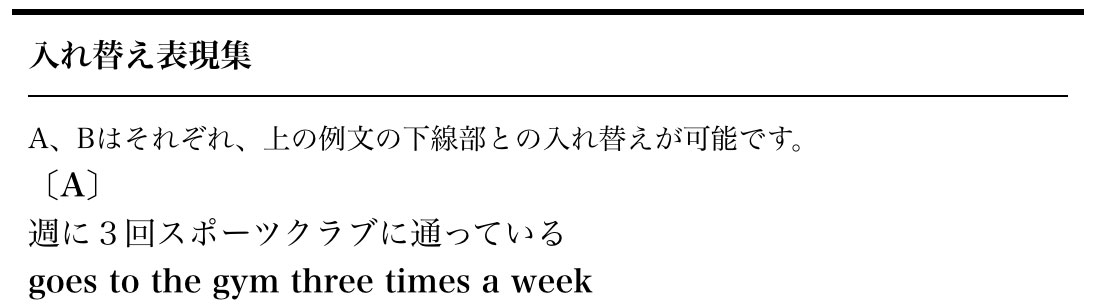 入れ替え表現集
A、Bはそれぞれ、上の例文の下線部との入れ替えが可能です。
〔A〕
週に３回スポーツクラブに通っている
goes to the gym three times a week